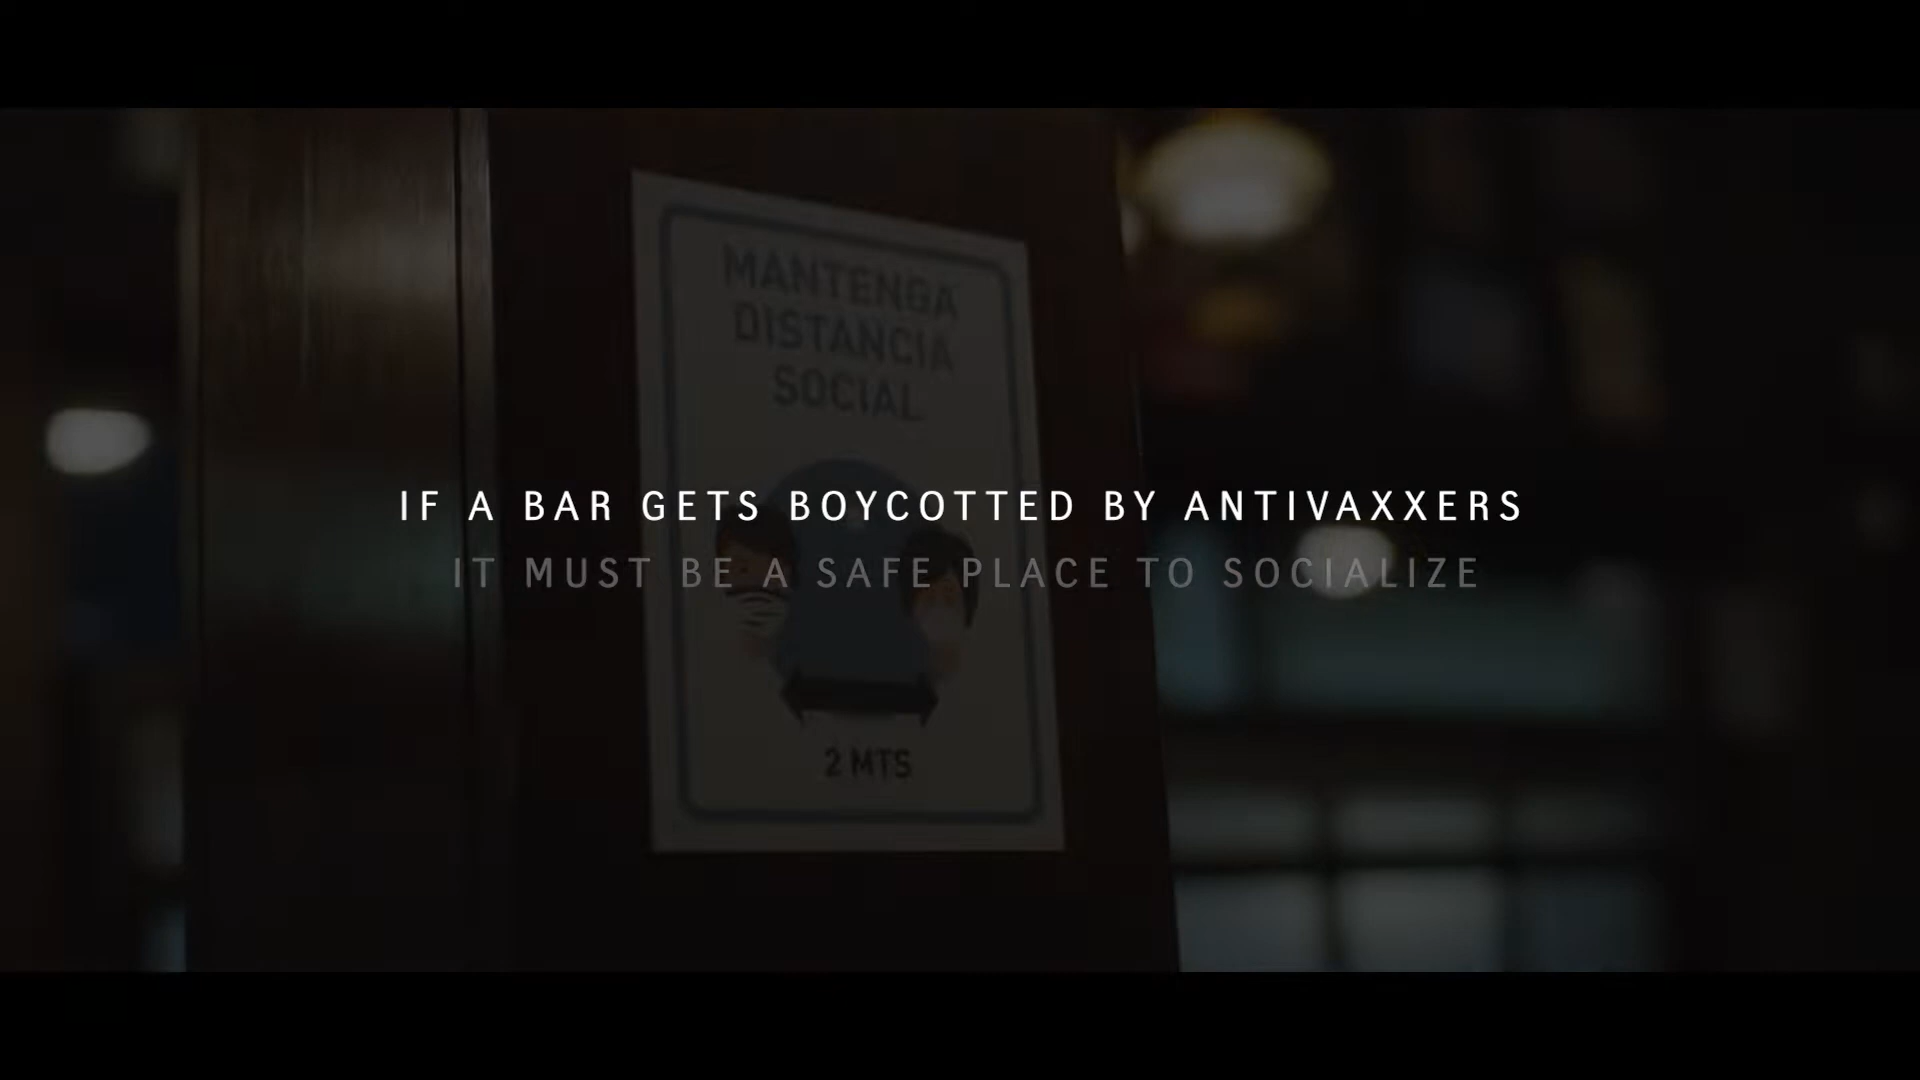 MANTENGA
DISTANCIA
SOCIAL
IF A BAR GETS BOYCOTTED BY ANTIVAXXERS
IT MUST BE A SAFE PLACE TO SOCIALIZE
2 MTS